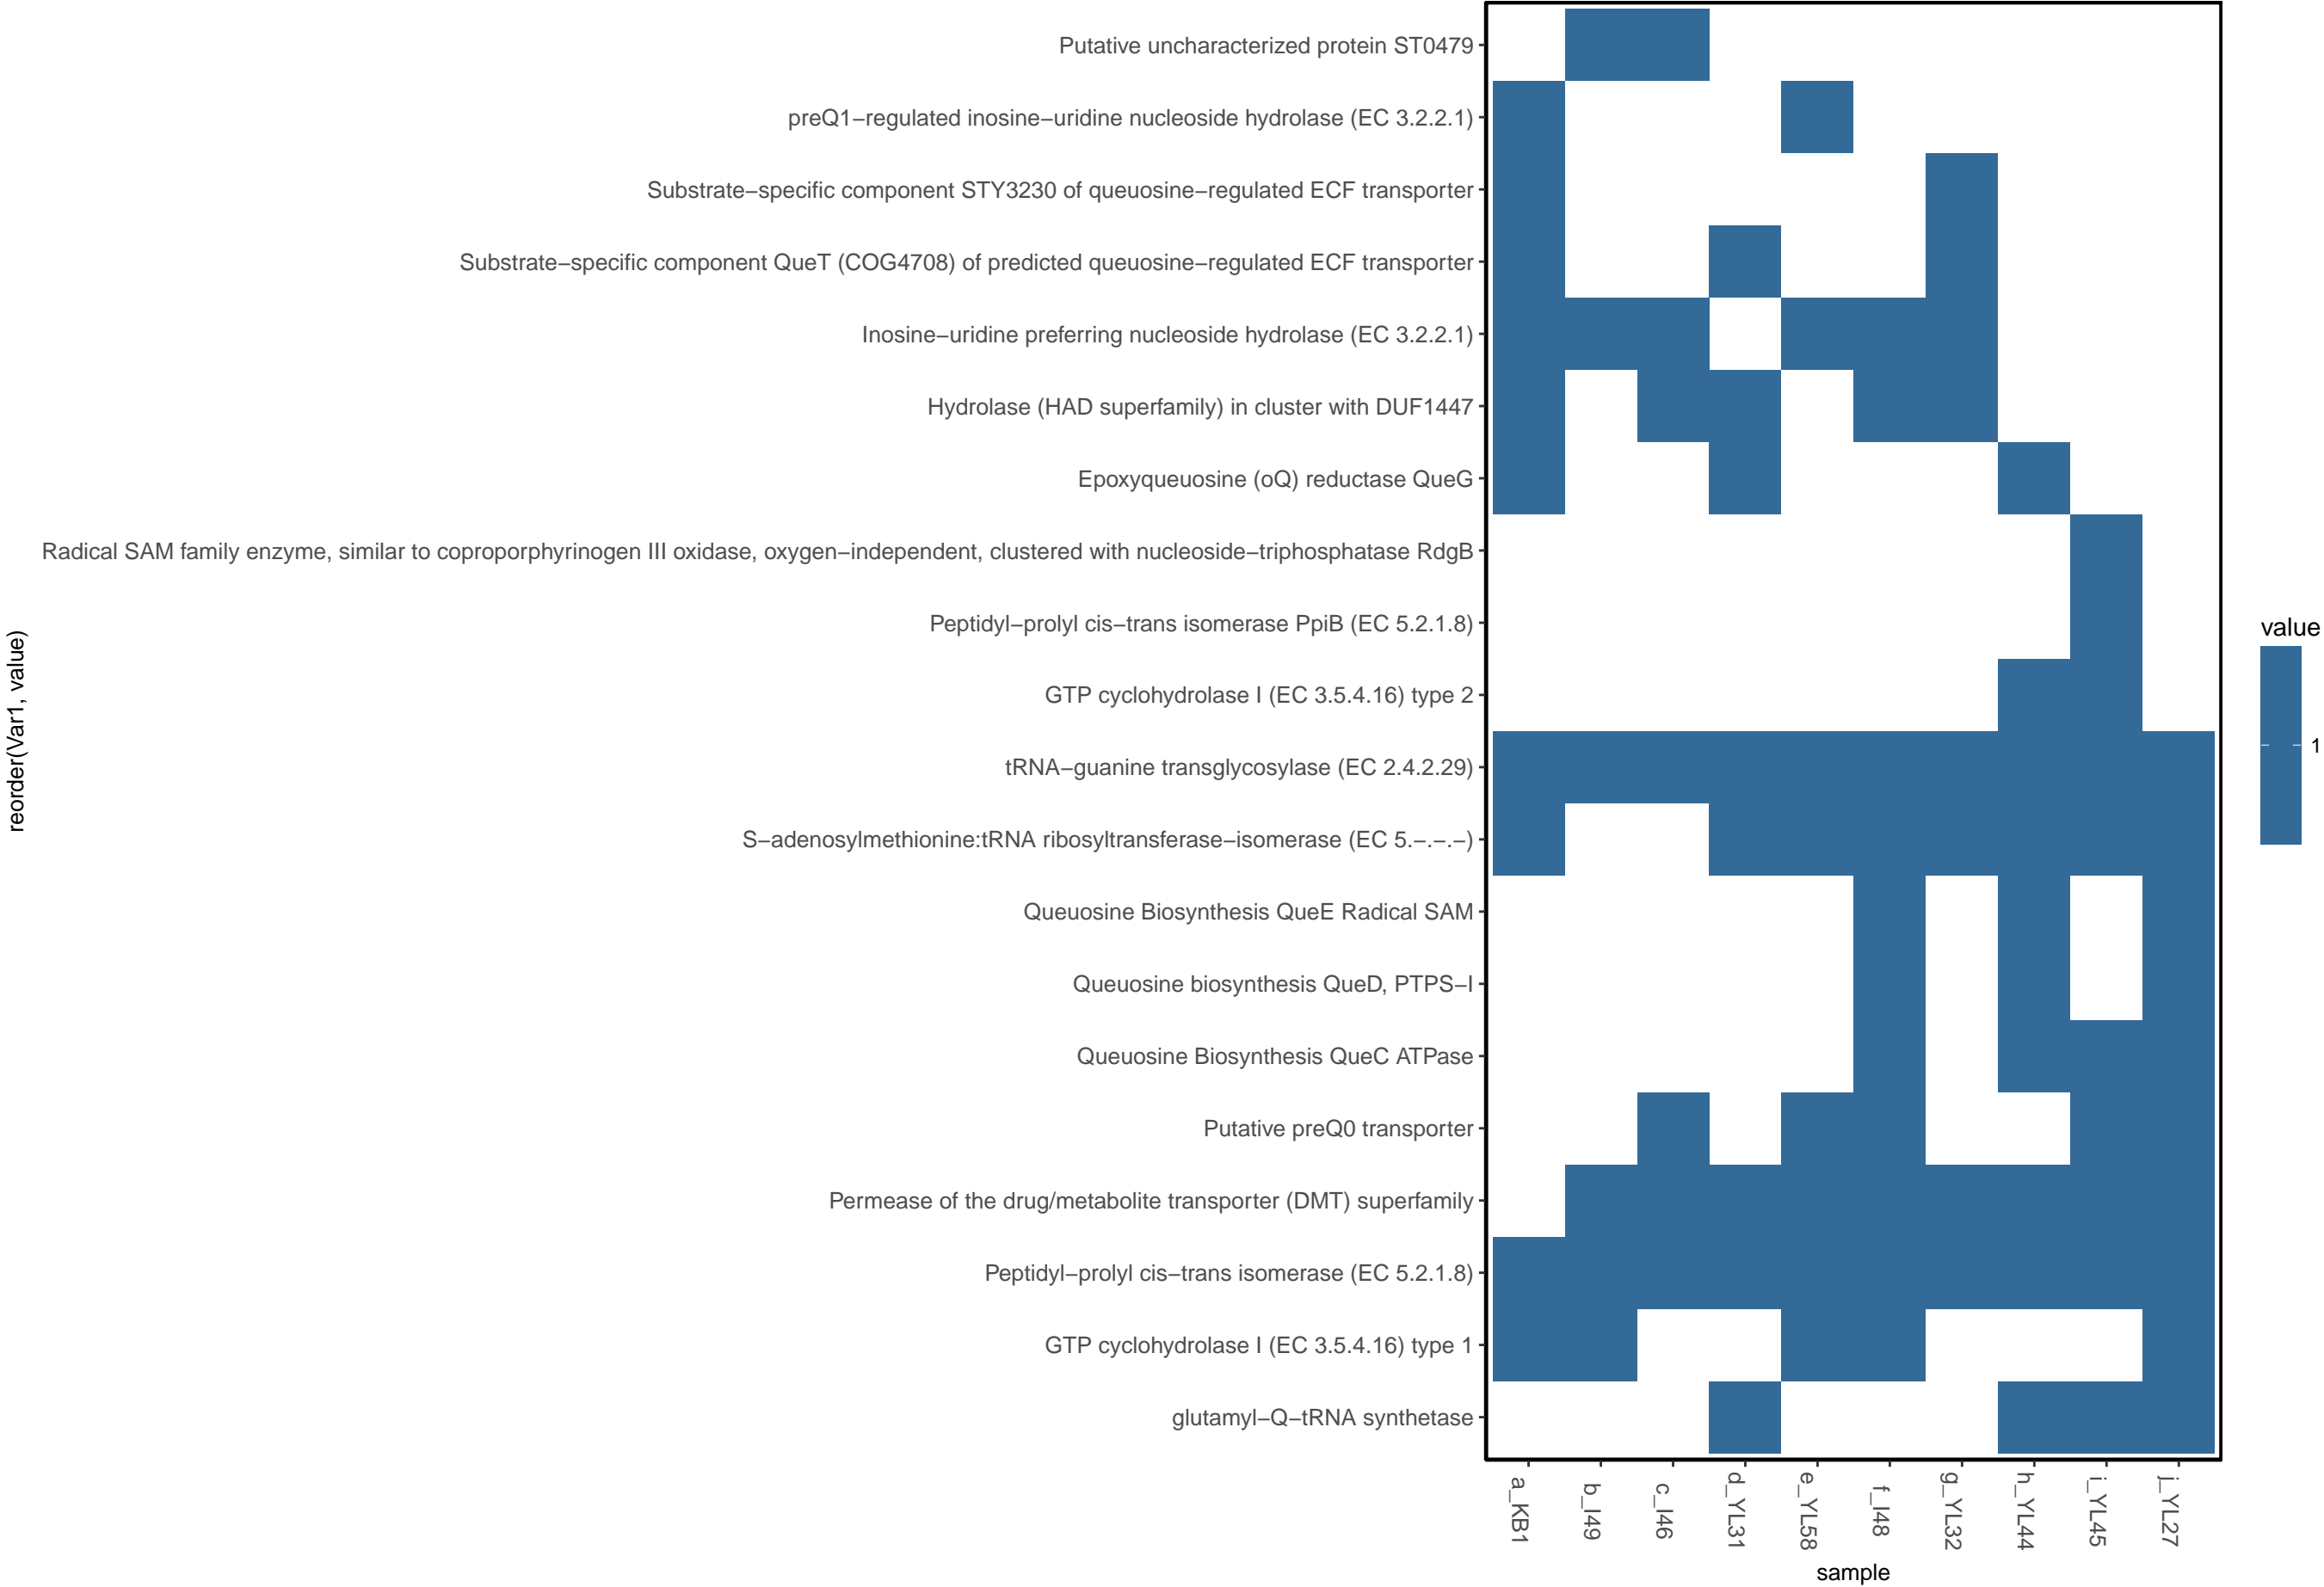 Putative uncharacterized protein ST0479
preQ1−regulated inosine−uridine nucleoside hydrolase (EC 3.2.2.1)
Substrate−specific component STY3230 of queuosine−regulated ECF transporter
Substrate−specific component QueT (COG4708) of predicted queuosine−regulated ECF transporter
Inosine−uridine preferring nucleoside hydrolase (EC 3.2.2.1)
Hydrolase (HAD superfamily) in cluster with DUF1447
Epoxyqueuosine (oQ) reductase QueG
Radical SAM family enzyme, similar to coproporphyrinogen III oxidase, oxygen−independent, clustered with nucleoside−triphosphatase RdgB
Peptidyl−prolyl cis−trans isomerase PpiB (EC 5.2.1.8)
GTP cyclohydrolase I (EC 3.5.4.16) type 2
tRNA−guanine transglycosylase (EC 2.4.2.29)
S−adenosylmethionine:tRNA ribosyltransferase−isomerase (EC 5.−.−.−)
Queuosine Biosynthesis QueE Radical SAM
Queuosine biosynthesis QueD, PTPS−I
Queuosine Biosynthesis QueC ATPase
Putative preQ0 transporter
Permease of the drug/metabolite transporter (DMT) superfamily
Peptidyl−prolyl cis−trans isomerase (EC 5.2.1.8)
GTP cyclohydrolase I (EC 3.5.4.16) type 1
glutamyl−Q−tRNA synthetase
reorder(Var1, value)
a_KB1
b_I49
c_I46
d_YL31
e_YL58
f_I48
g_YL32
h_YL44
i_YL45
j_YL27
sample
value
1